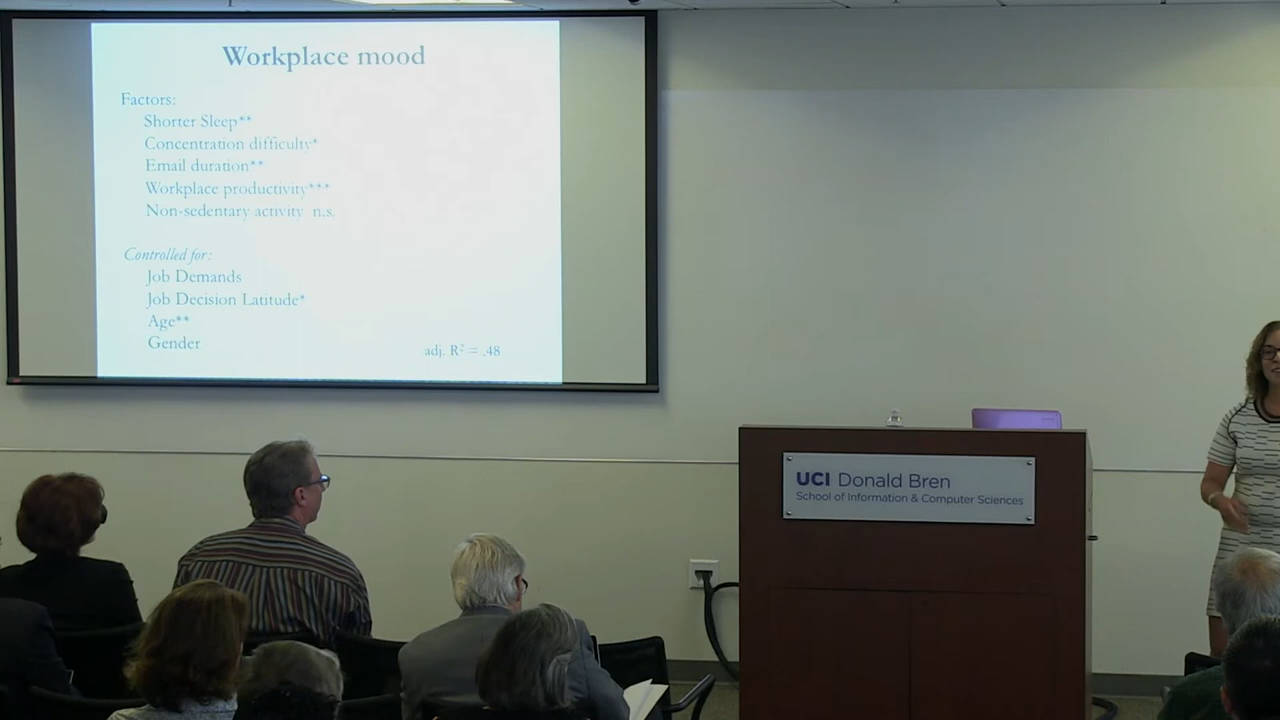 Workplace mood
Factors:
Shorter Sleep**
Concentration difficulty*
Email duration**
Workplace productivity***
Non-sedentary activity n.s.
Controlled for:
Job Demands
Job Decision Latitude*
Age**
Gender
adj. R² = .48
UCI Donald Bren
School of Information & Computer Sciences